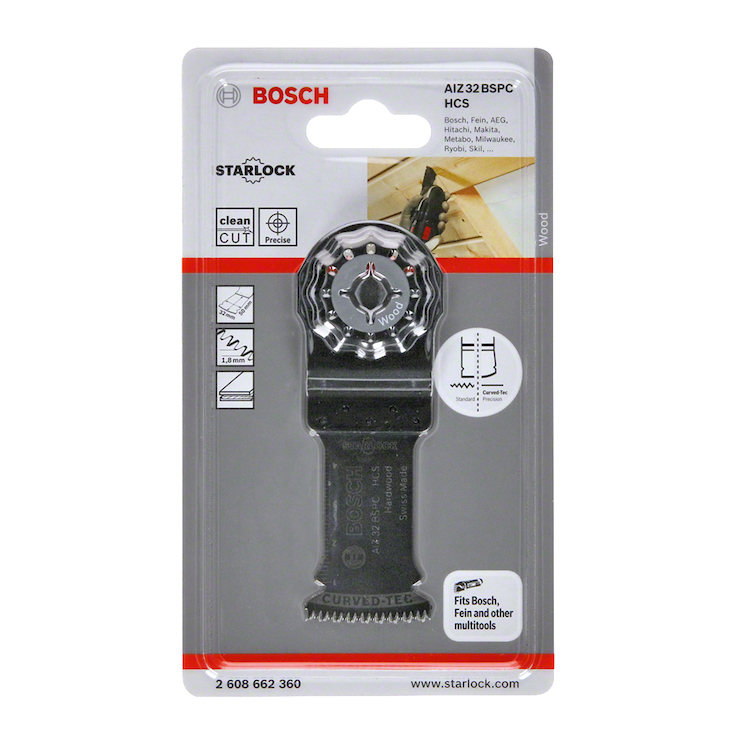 BOSCH
AIZ 32 BSPC
HCS
Bosch, Fein, AEG,
Hitachi, Makita,
Metabo, Milwaukee,
Ryobi, Skil, ...
STARLOCK
clean
CUT
Precise
Wood
32 mm
50 mm
1,8 mm
Wood
Standard
Curved-Tec
Precision
STARLOCK
BOSCH
AIZ 32 BSPC HCS
Hardwood
Swiss Made
CURVED-TEC
Fits Bosch,
Fein and other
multitools
BOSCH
2 608 662 360
www.starlock.com